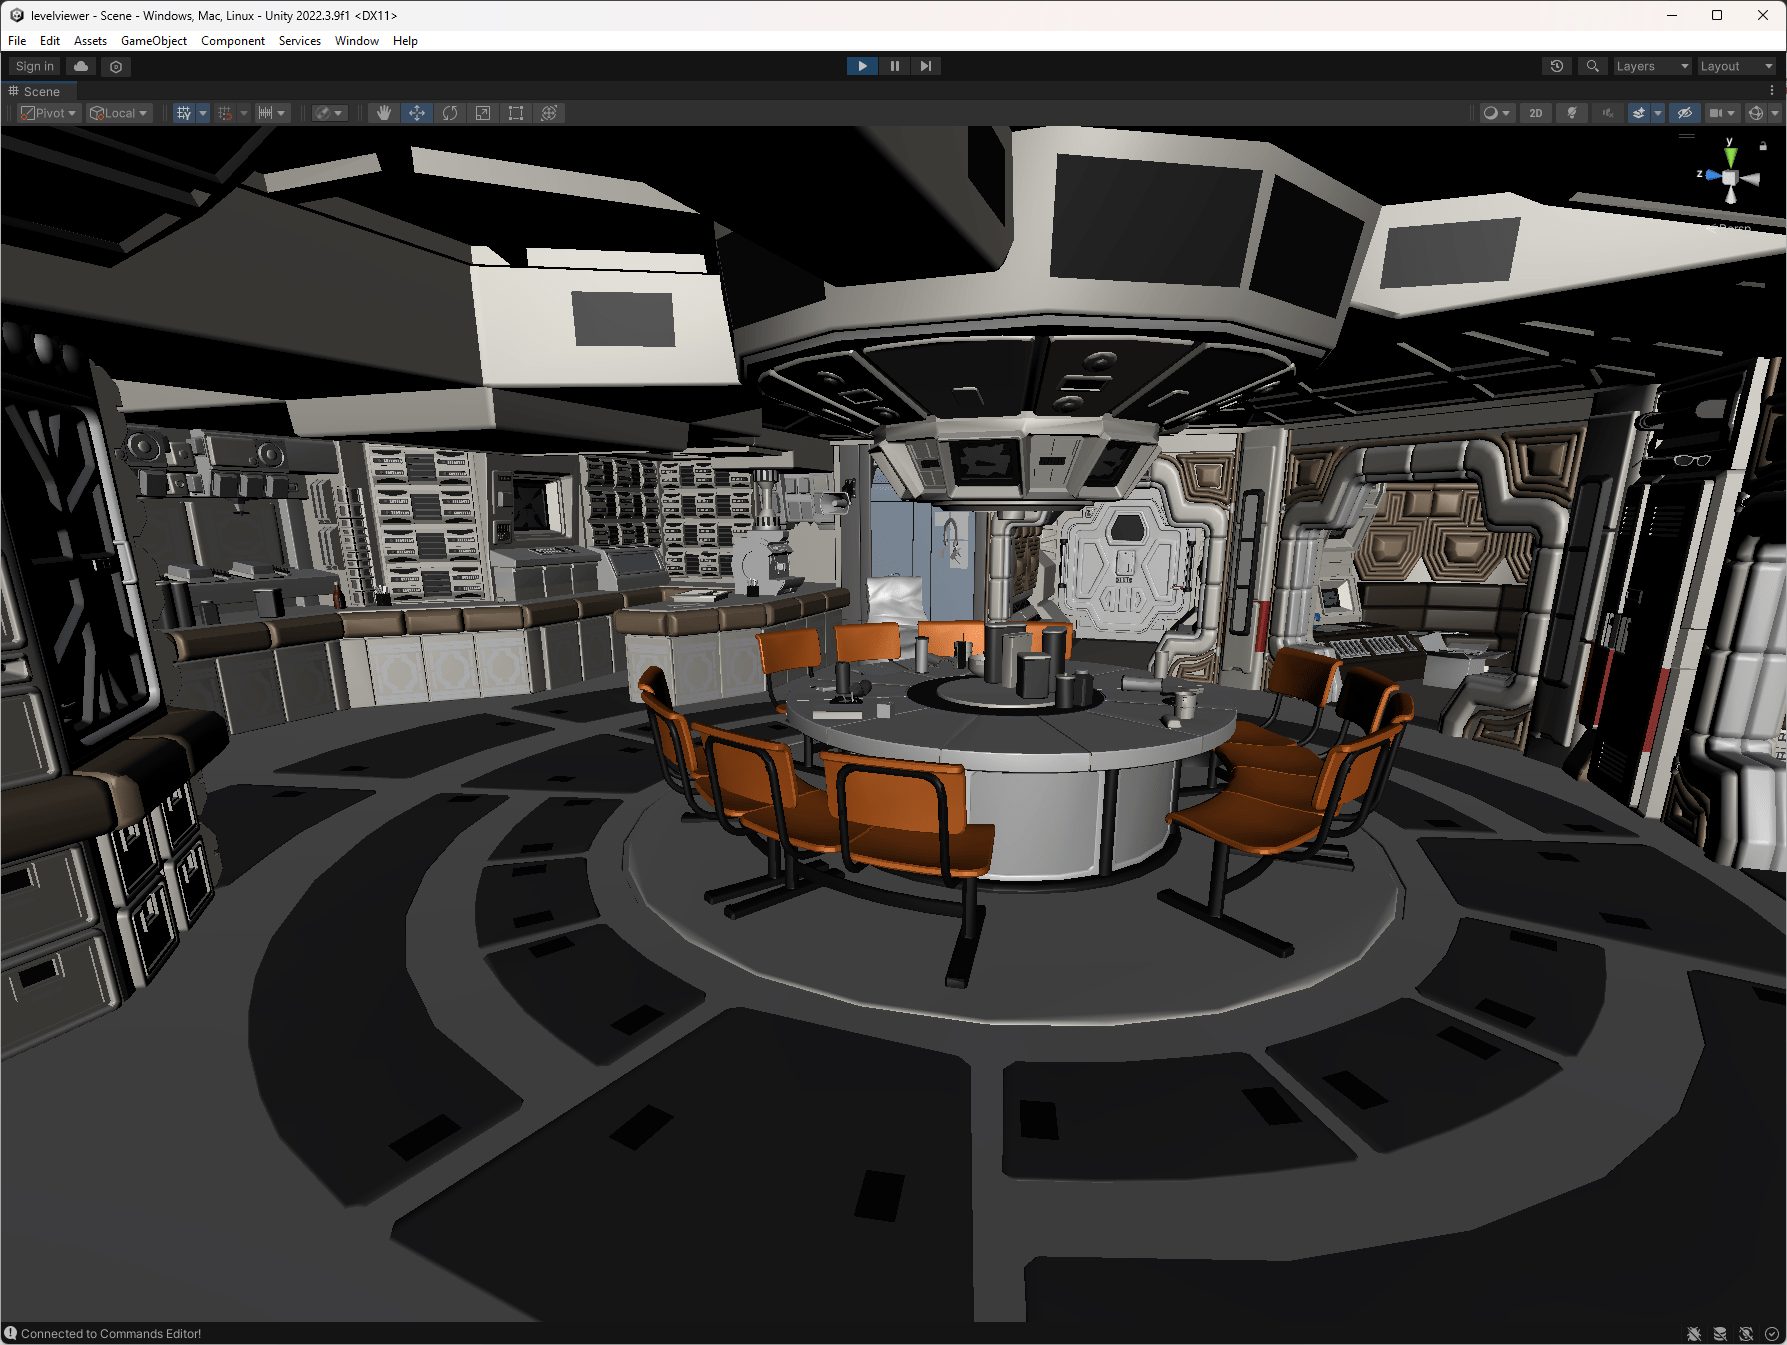 levelviewer - Scene - Windows, Mac, Linux - Unity 2022.3.9f1 <DX11>
File Edit Assets GameObject Component Services Window Help
Sign in Layers Layout
Scene
Pivot Local 2D
y
z
Persp
Connected to Commands Editor!